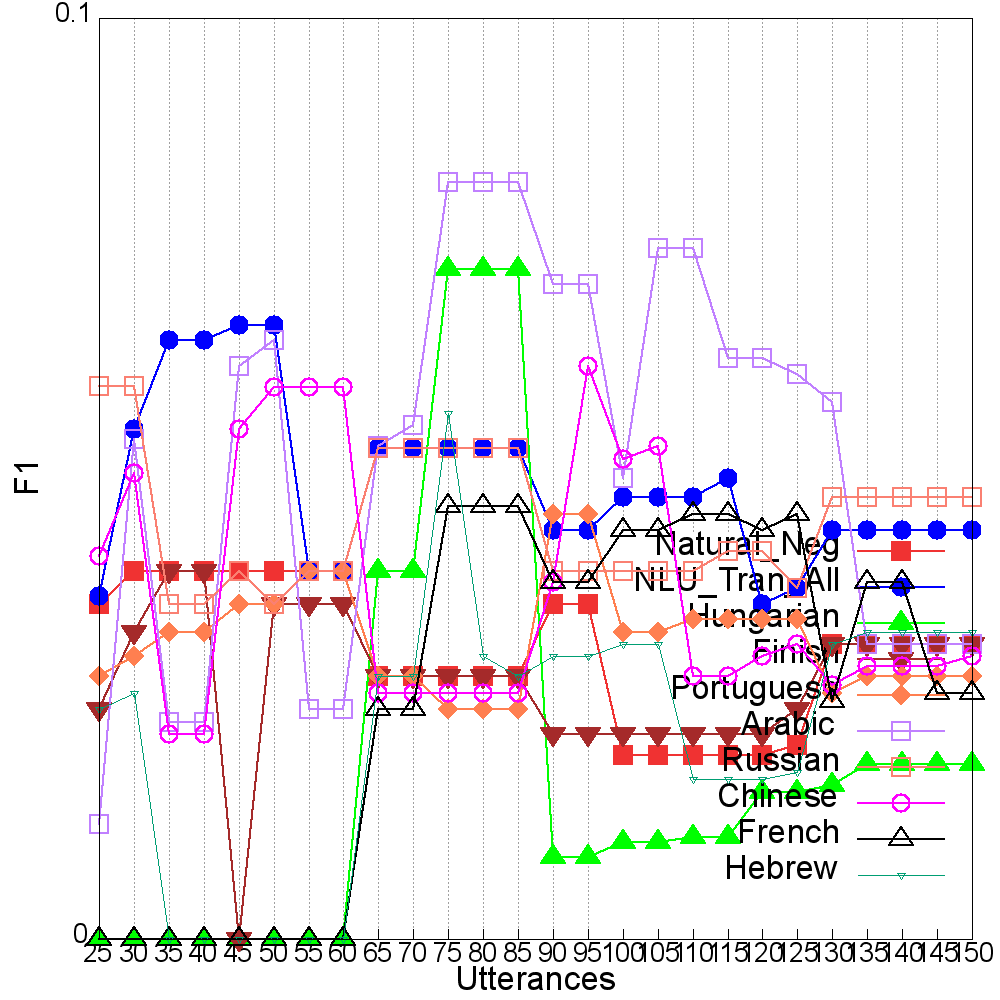 0.1
F1
Natural_Neg
NLU_Tran_All
Hungarian
Finish
Portugues
Arabic
Russian
Chinese
French
Hebrew
0
25 30 35 40 45 50 55 60 65 70 75 80 85 90 95 100 105 110 115 120 125 130 135 140 145 150
Utterances